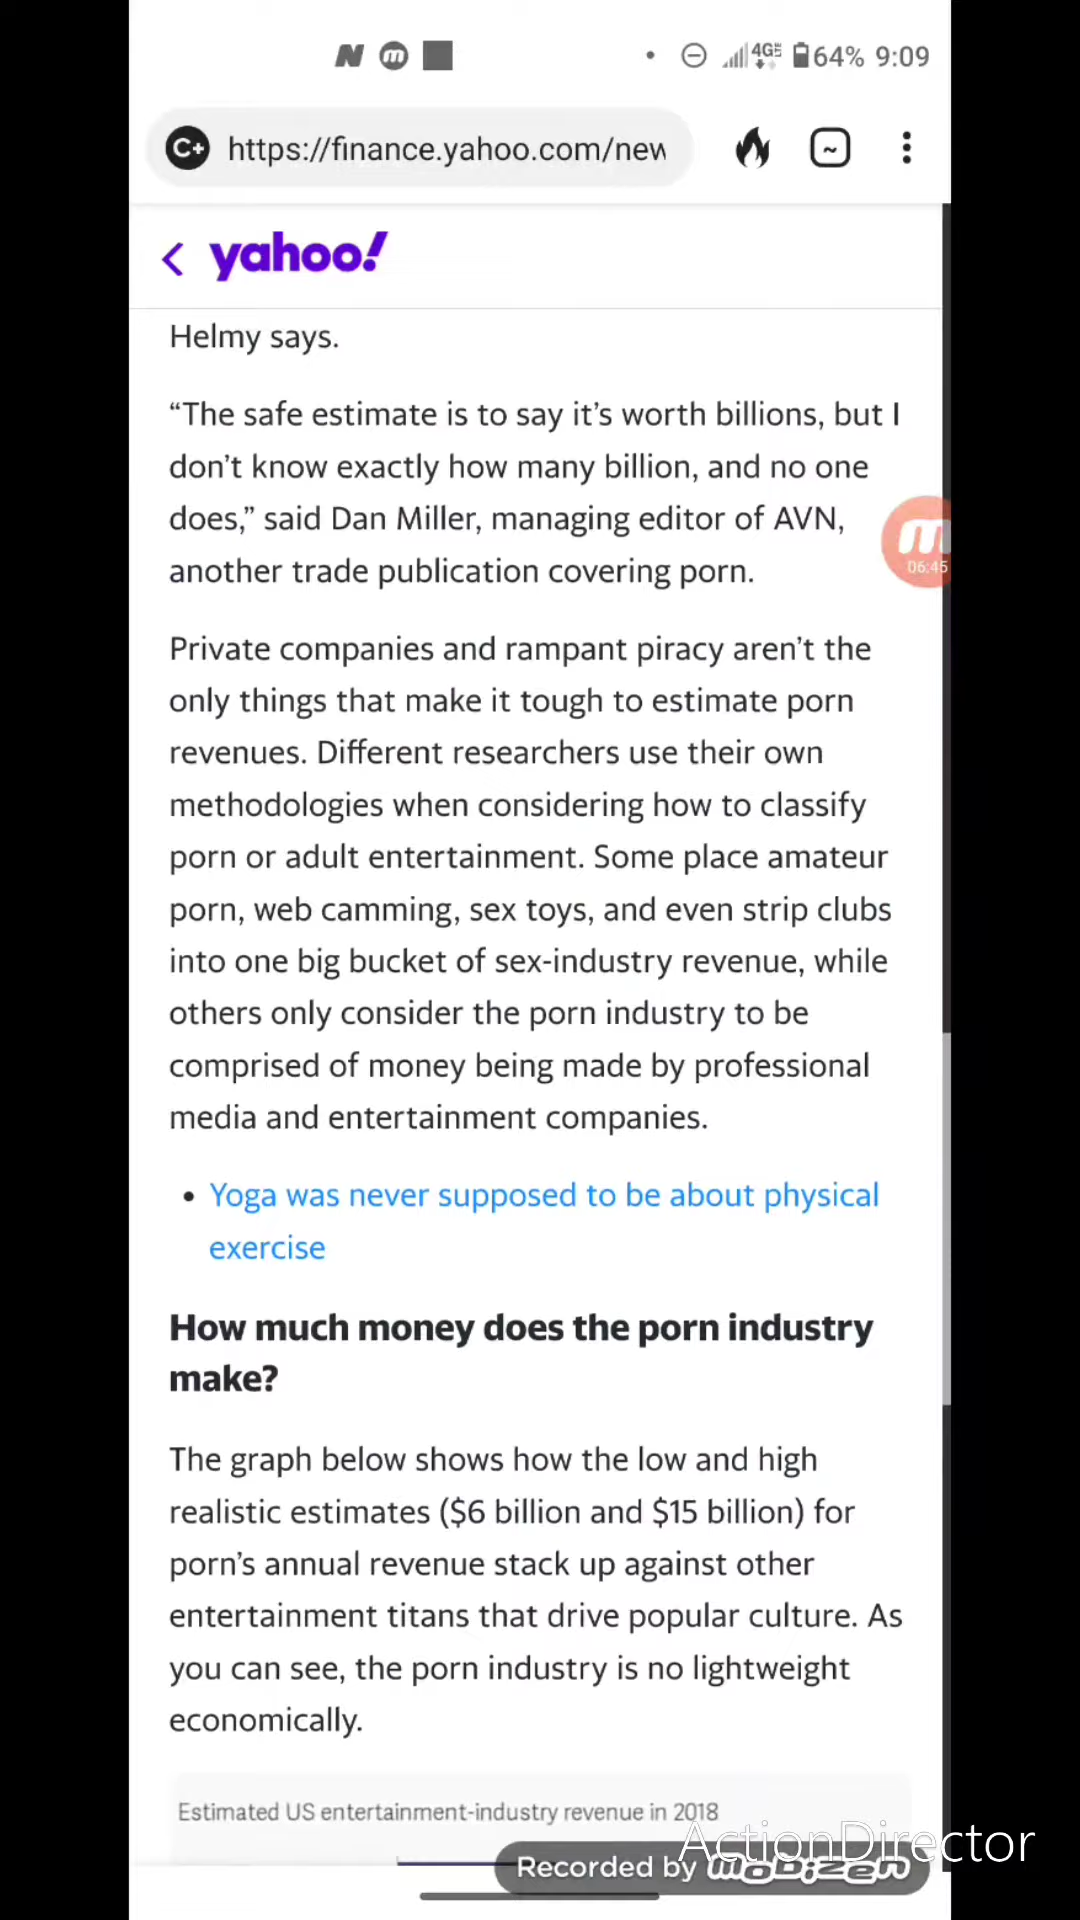 4GE 64% 9:09
C+ https://finance.yahoo.com/new
yahoo!
Helmy says.
“The safe estimate is to say it’s worth billions, but I
don’t know exactly how many billion, and no one
does,” said Dan Miller, managing editor of AVN,
another trade publication covering porn.
06:45
Private companies and rampant piracy aren’t the
only things that make it tough to estimate porn
revenues. Different researchers use their own
methodologies when considering how to classify
porn or adult entertainment. Some place amateur
porn, web camming, sex toys, and even strip clubs
into one big bucket of sex-industry revenue, while
others only consider the porn industry to be
comprised of money being made by professional
media and entertainment companies.
• Yoga was never supposed to be about physical
exercise
How much money does the porn industry
make?
The graph below shows how the low and high
realistic estimates ($6 billion and $15 billion) for
porn’s annual revenue stack up against other
entertainment titans that drive popular culture. As
you can see, the porn industry is no lightweight
economically.
Estimated US entertainment-industry revenue in 2018
ActionDirector
Recorded by mobizen